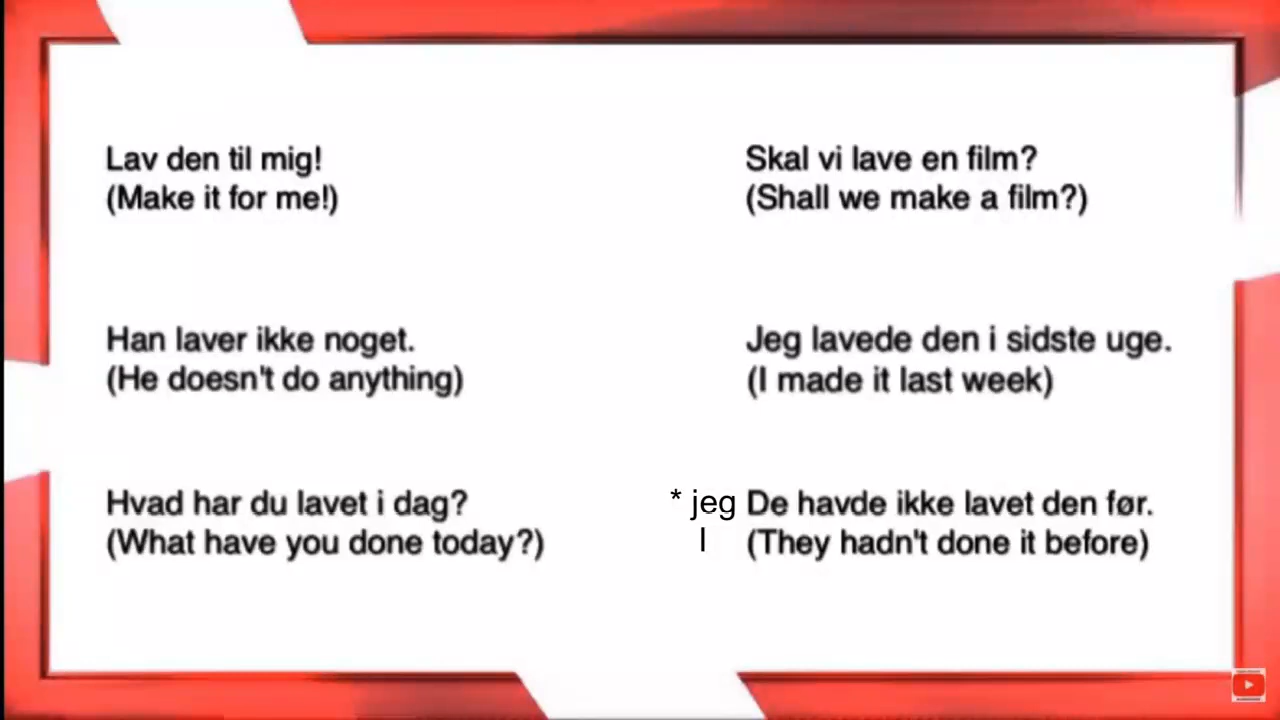 Lav den til mig!
(Make it for me!)
Skal vi lave en film?
(Shall we make a film?)
Han laver ikke noget.
(He doesn't do anything)
Jeg lavede den i sidste uge.
(I made it last week)
Hvad har du lavet i dag?
(What have you done today?)
* jeg De havde ikke lavet den før.
I (They hadn't done it before)